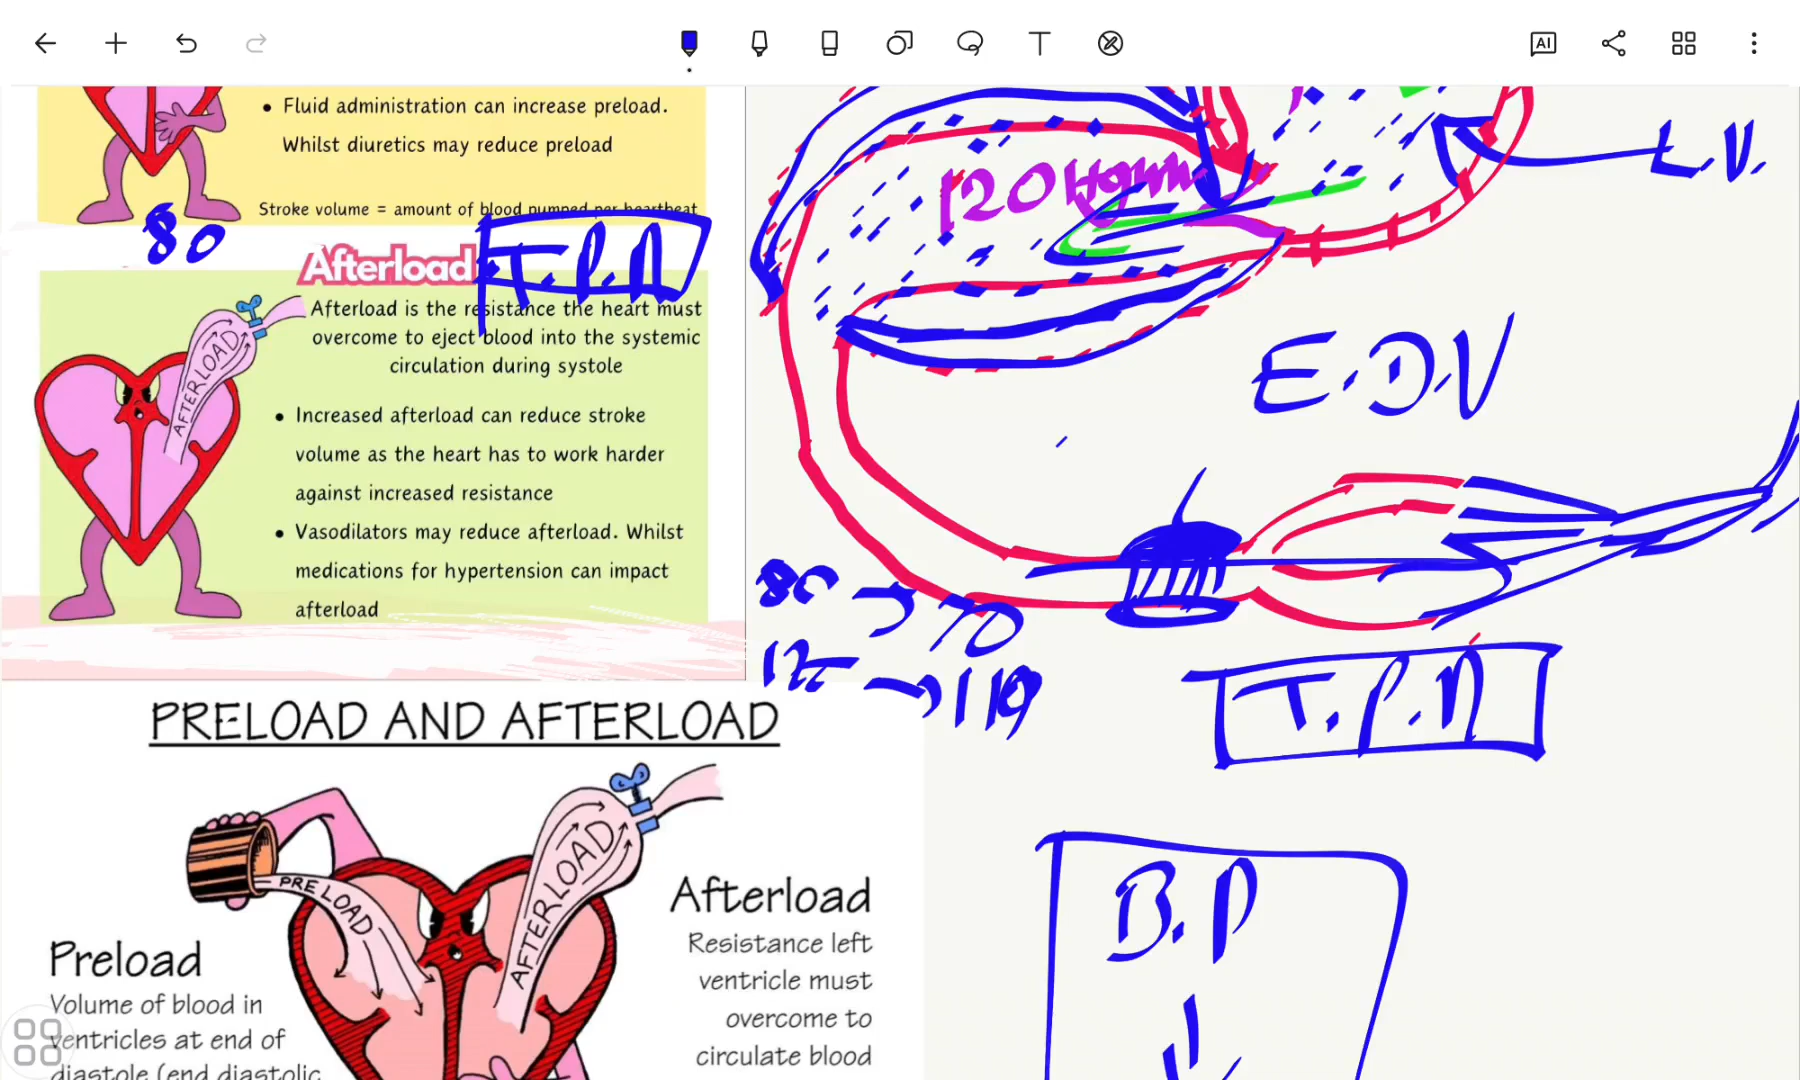 AI
Fluid administration can increase preload.
Whilst diuretics may reduce preload
Stroke volume = amount of blood pumped per heartbeat
80
Afterload
T.P.R
Afterload is the resistance the heart must
overcome to eject blood into the systemic
circulation during systole
AFTERLOAD
Increased afterload can reduce stroke
volume as the heart has to work harder
against increased resistance
Vasodilators may reduce afterload. Whilst
medications for hypertension can impact
afterload
L.V.
E.D.V
80 → 70
T.P.R
B.P
PRELOAD AND AFTERLOAD
PRELOAD
AFTERLOAD
Preload
Volume of blood in
ventricles at end of
diastole (end diastolic
Afterload
Resistance left
ventricle must
overcome to
circulate blood